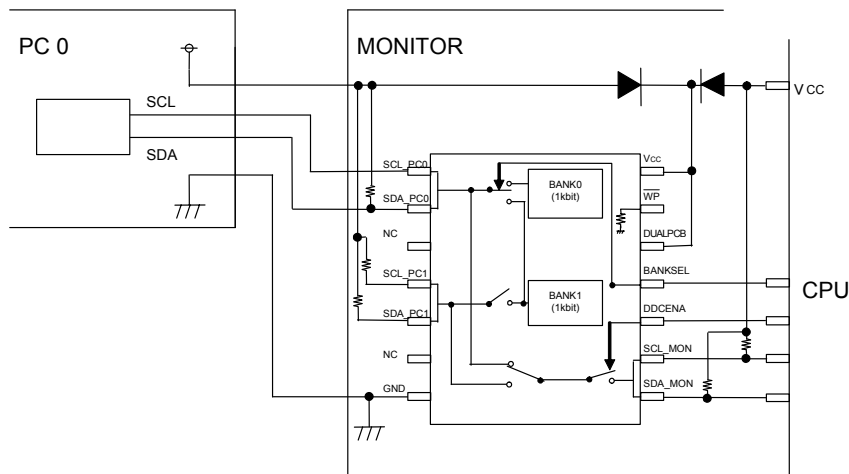 PC 0
MONITOR
SCL
SDA
V CC
SCL_PC0
SDA_PC0
NC
SCL_PC1
SDA_PC1
NC
GND
BANK0
(1kbit)
BANK1
(1kbit)
Vcc
WP
DUALPCB
BANKSEL
DDCENA
SCL_MON
SDA_MON
CPU